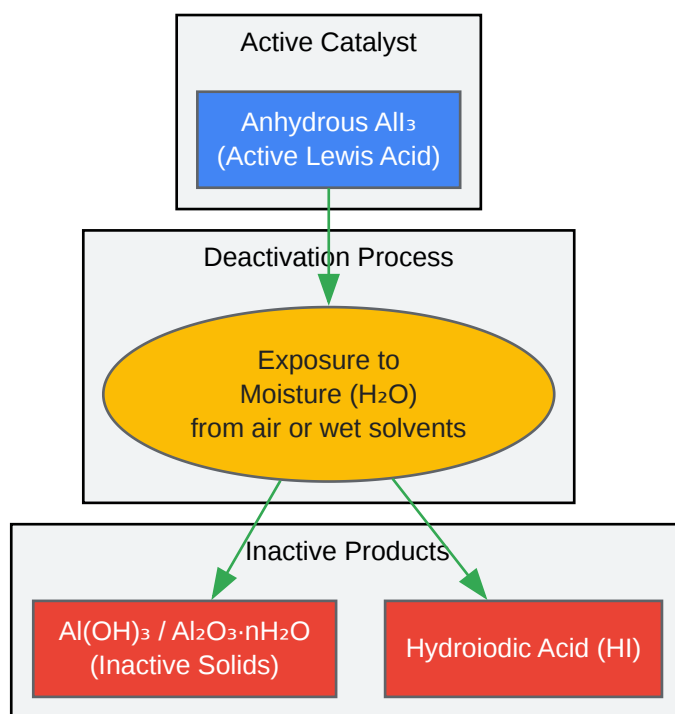 Active Catalyst
Anhydrous AlI₃
(Active Lewis Acid)
Deactivation Process
Exposure to
Moisture (H₂O)
from air or wet solvents
Inactive Products
Al(OH)₃ / Al₂O₃·nH₂O
(Inactive Solids)
Hydroiodic Acid (HI)